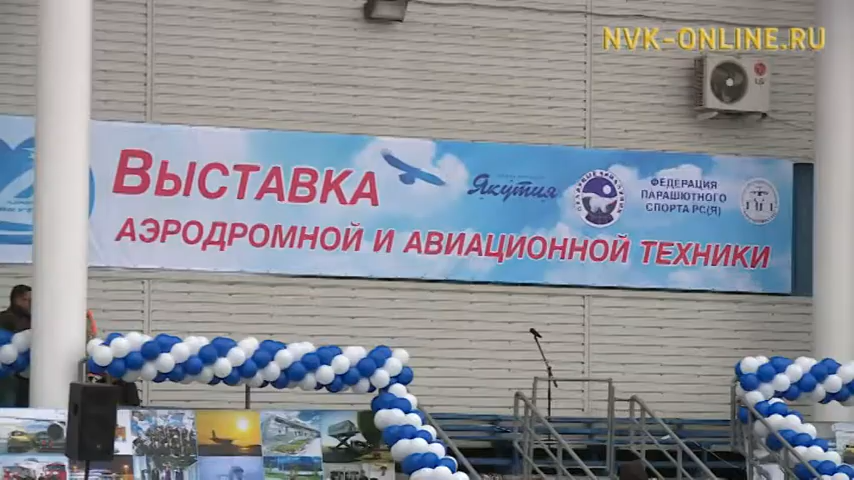 NVK-ONLINE.RU
LG
ВЫСТАВКА
АЭРОДРОМНОЙ И АВИАЦИОННОЙ ТЕХНИКИ
Якутия
ФЕДЕРАЦИЯ
ПАРАШЮТНОГО
СПОРТА РС(Я)